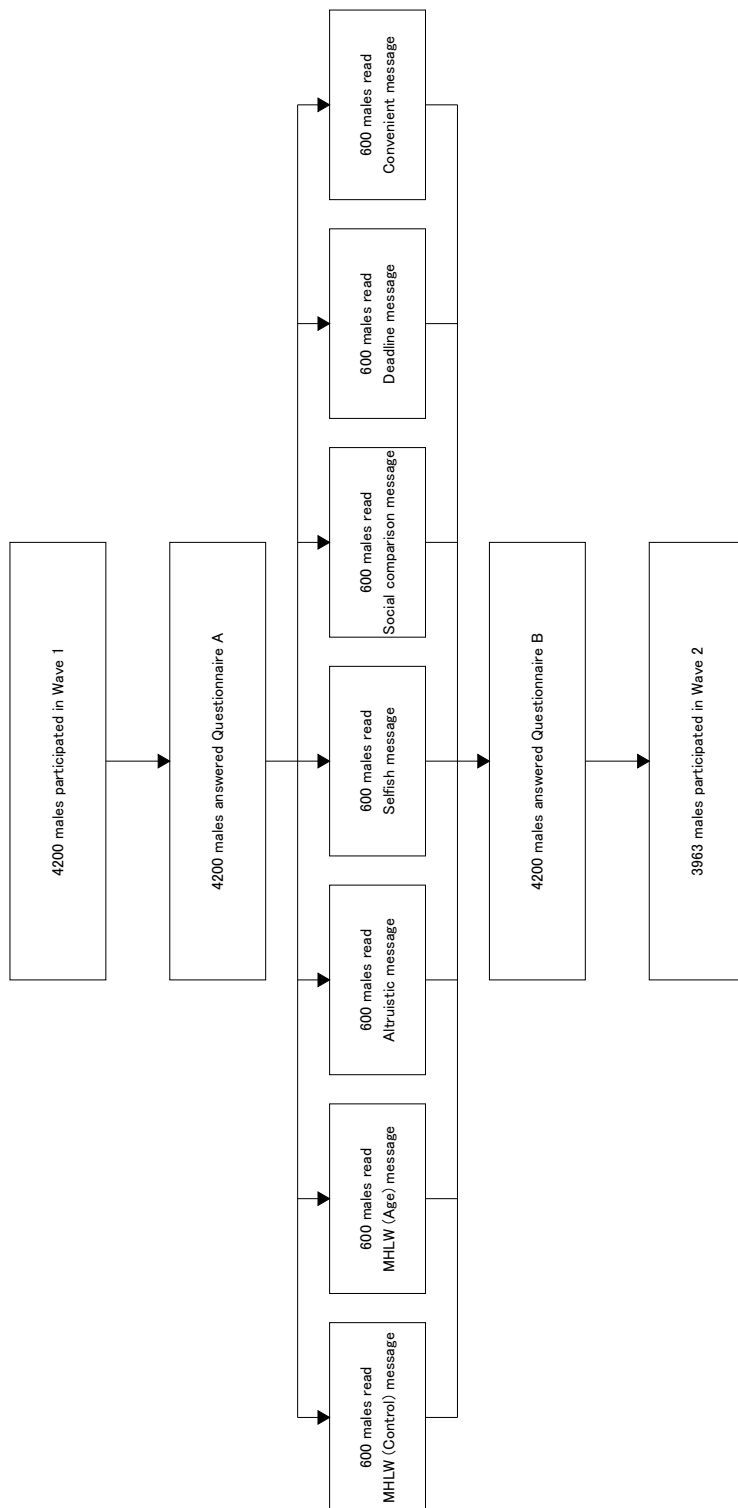 4200 males participated in Wave 1
4200 males answered Questionnaire A
600 males read
MHLW (Control) message
600 males read
MHLW (Age) message
600 males read
Altruistic message
600 males read
Selfish message
600 males read
Social comparison message
600 males read
Deadline message
600 males read
Convenient message
4200 males answered Questionnaire B
3963 males participated in Wave 2